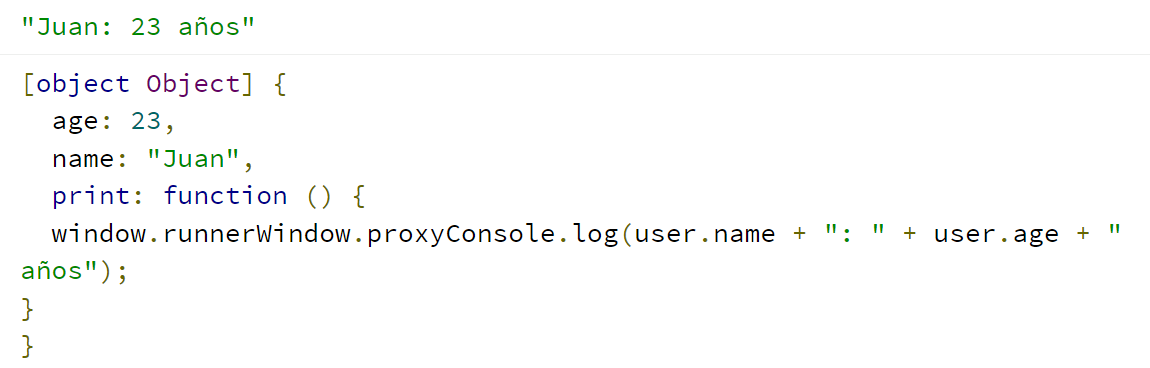 "Juan: 23 años"
[object Object] {
  age: 23,
  name: "Juan",
  print: function () {
  window.runnerWindow.proxyConsole.log(user.name + ": " + user.age + "
años");
}
}